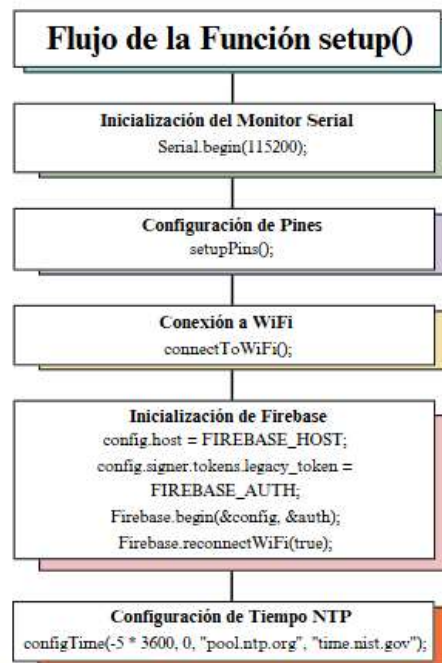 Flujo de la Función setup()
Inicialización del Monitor Serial
Serial.begin(115200);
Configuración de Pines
setupPins();
Conexión a WiFi
connectToWiFi();
Inicialización de Firebase
config.host = FIREBASE_HOST;
config.signer.tokens.legacy_token =
FIREBASE_AUTH;
Firebase.begin(&config, &auth);
Firebase.reconnectWiFi(true);
Configuración de Tiempo NTP
configTime(-5 * 3600, 0, "pool.ntp.org", "time.nist.gov");